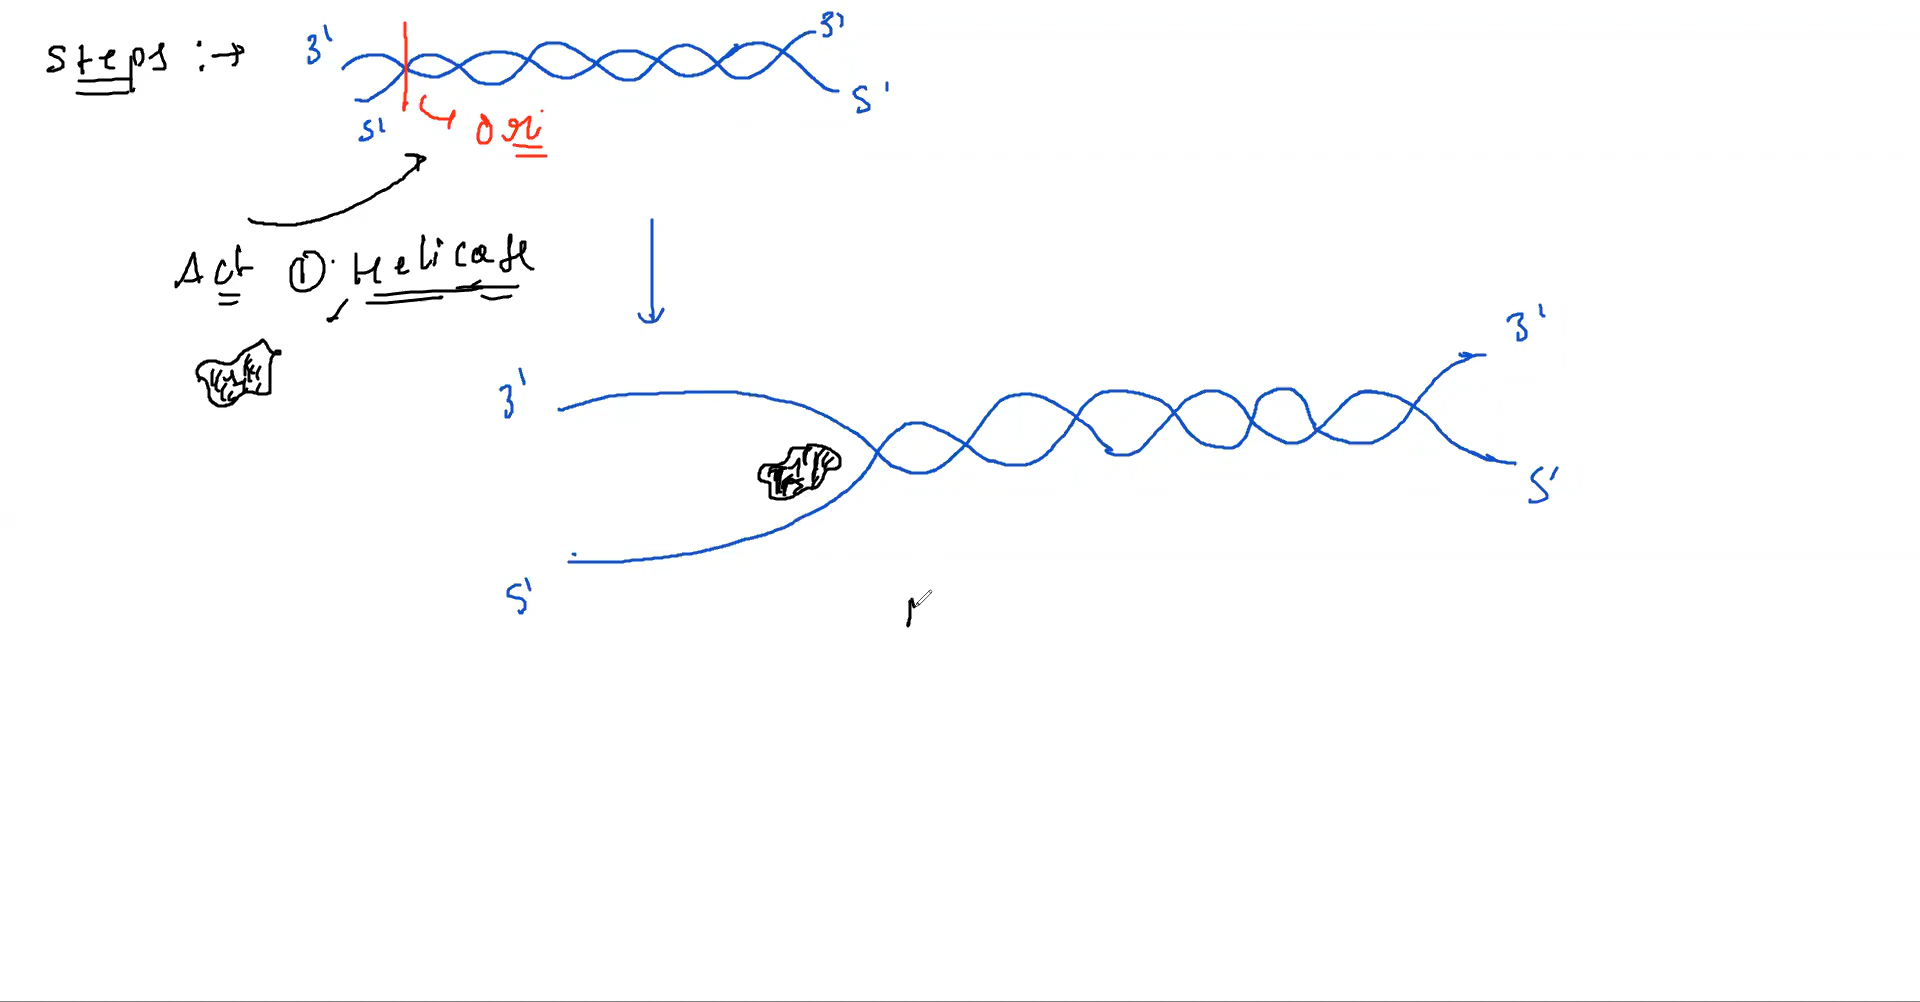 Steps :→ 3' 3'
5' ori 5'
Act ① Helicase
3'
3'
5'
5'